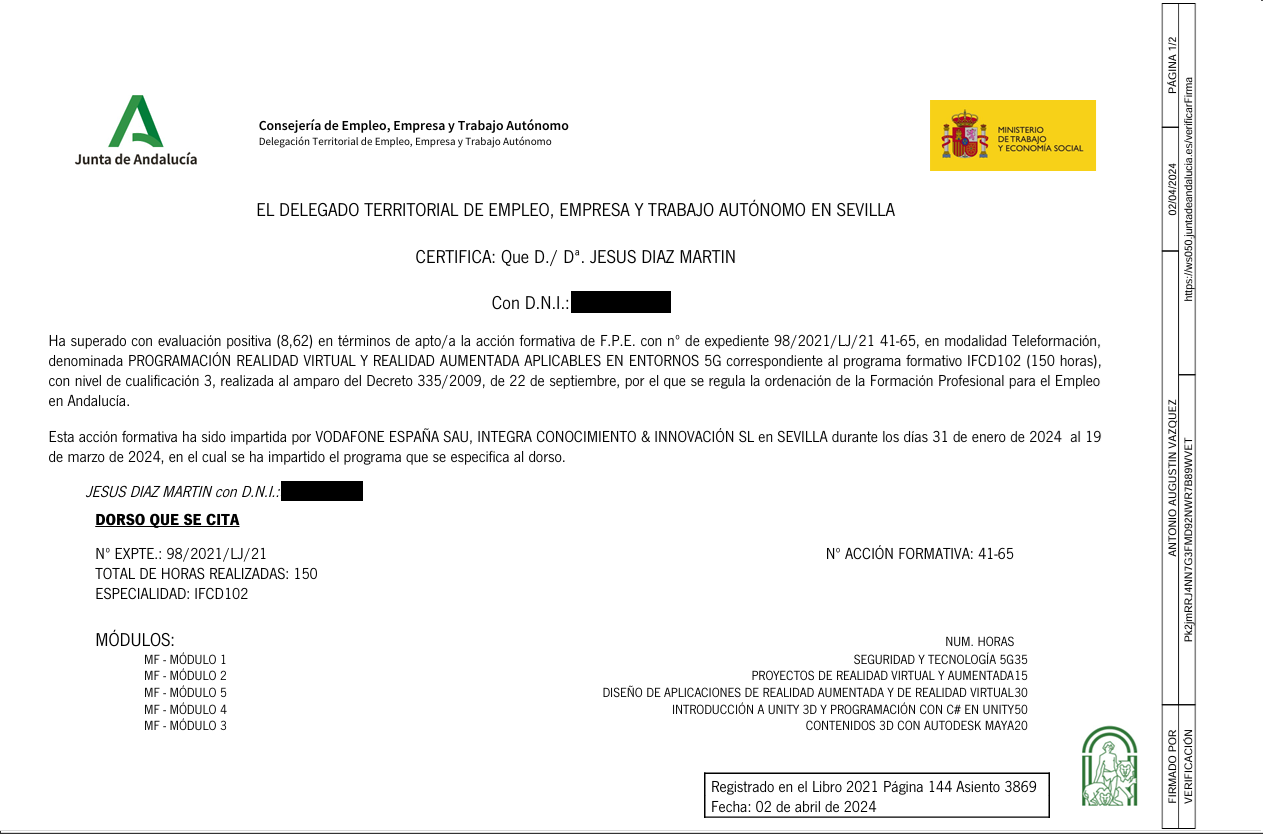 Junta de Andalucía
Consejería de Empleo, Empresa y Trabajo Autónomo
Delegación Territorial de Empleo, Empresa y Trabajo Autónomo
MINISTERIO
DE TRABAJO
Y ECONOMÍA SOCIAL
EL DELEGADO TERRITORIAL DE EMPLEO, EMPRESA Y TRABAJO AUTÓNOMO EN SEVILLA
CERTIFICA: Que D./ Dª. JESUS DIAZ MARTIN
Con D.N.I.:
Ha superado con evaluación positiva (8,62) en términos de apto/a la acción formativa de F.P.E. con n° de expediente 98/2021/LJ/21 41-65, en modalidad Teleformación,
denominada PROGRAMACIÓN REALIDAD VIRTUAL Y REALIDAD AUMENTADA APLICABLES EN ENTORNOS 5G correspondiente al programa formativo IFCD102 (150 horas),
con nivel de cualificación 3, realizada al amparo del Decreto 335/2009, de 22 de septiembre, por el que se regula la ordenación de la Formación Profesional para el Empleo
en Andalucía.
Esta acción formativa ha sido impartida por VODAFONE ESPAÑA SAU, INTEGRA CONOCIMIENTO & INNOVACIÓN SL en SEVILLA durante los días 31 de enero de 2024 al 19
de marzo de 2024, en el cual se ha impartido el programa que se especifica al dorso.
JESUS DIAZ MARTIN con D.N.I.:
DORSO QUE SE CITA
N° EXPTE.: 98/2021/LJ/21 N° ACCIÓN FORMATIVA: 41-65
TOTAL DE HORAS REALIZADAS: 150
ESPECIALIDAD: IFCD102
MÓDULOS: NUM. HORAS
MF - MÓDULO 1 SEGURIDAD Y TECNOLOGÍA 5G35
MF - MÓDULO 2 PROYECTOS DE REALIDAD VIRTUAL Y AUMENTADA15
MF - MÓDULO 5 DISEÑO DE APLICACIONES DE REALIDAD AUMENTADA Y DE REALIDAD VIRTUAL30
MF - MÓDULO 4 INTRODUCCIÓN A UNITY 3D Y PROGRAMACIÓN CON C# EN UNITY50
MF - MÓDULO 3 CONTENIDOS 3D CON AUTODESK MAYA20
Registrado en el Libro 2021 Página 144 Asiento 3869
Fecha: 02 de abril de 2024
FIRMADO POR ANTONIO AUGUSTIN VAZQUEZ 02/04/2024 PÁGINA 1/2
VERIFICACIÓN Pk2jmRRJ4NN7G3FMD92NWR7B89WVET https://ws050.juntadeandalucia.es/verificarFirma